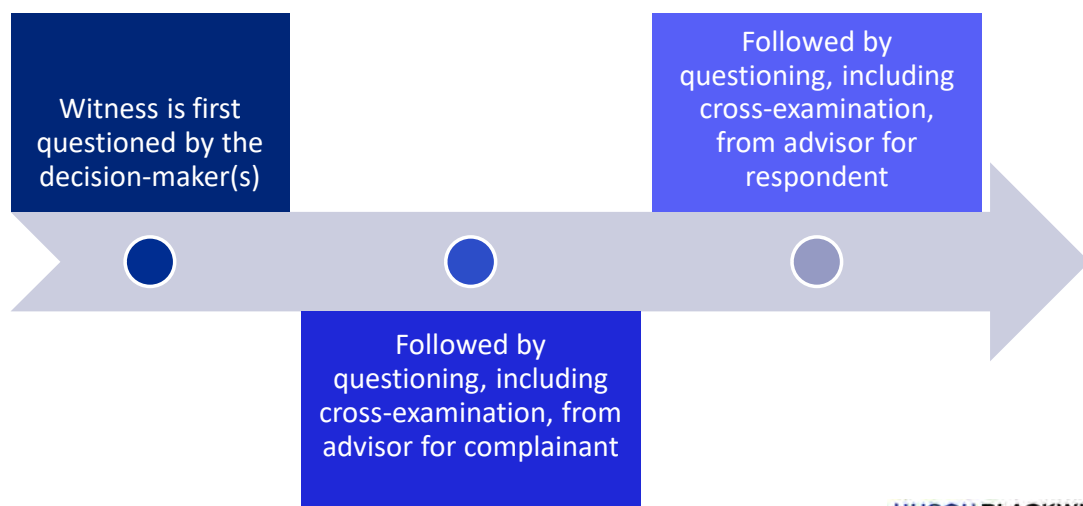 Witness is first
questioned by the
decision-maker(s)
Followed by
questioning, including
cross-examination, from
advisor for complainant
Followed by
questioning, including
cross-examination,
from advisor for
respondent